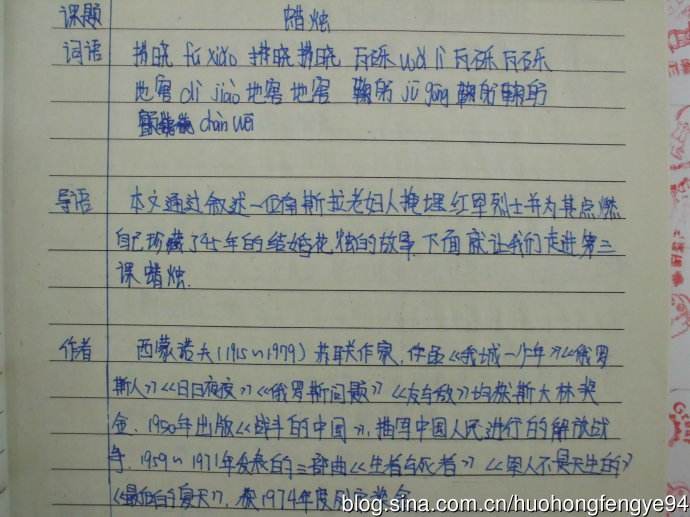 课题 蜡烛
词语 拂晓 fú xiǎo 拂晓 拂晓 瓦砾 wǎ lì 瓦砾 瓦砾
地窖 dì jiào 地窖 地窖 鞠躬 jū gōng 鞠躬 鞠躬
颤巍巍 chàn wēi
导语 本文通过叙述一位南斯拉老妇人掩埋红军烈士并为其点燃
自己珍藏了45年的结婚花烛的故事.下面就让我们走进第三
课蜡烛.
作者 西蒙诺夫(1915~1979)苏联作家,作品《我城一少年》《俄罗
斯人》《日日夜夜》《俄罗斯问题》《友与敌》均获斯大林奖
金.1950年出版《战斗的中国》,描写中国人民进行的解放战
争.1959~1971年发表的三部曲《生者与死者》《军人不是天生的》
《最后的夏天》,获1974年度列宁奖金
blog.sina.com.cn/huohongfengye94